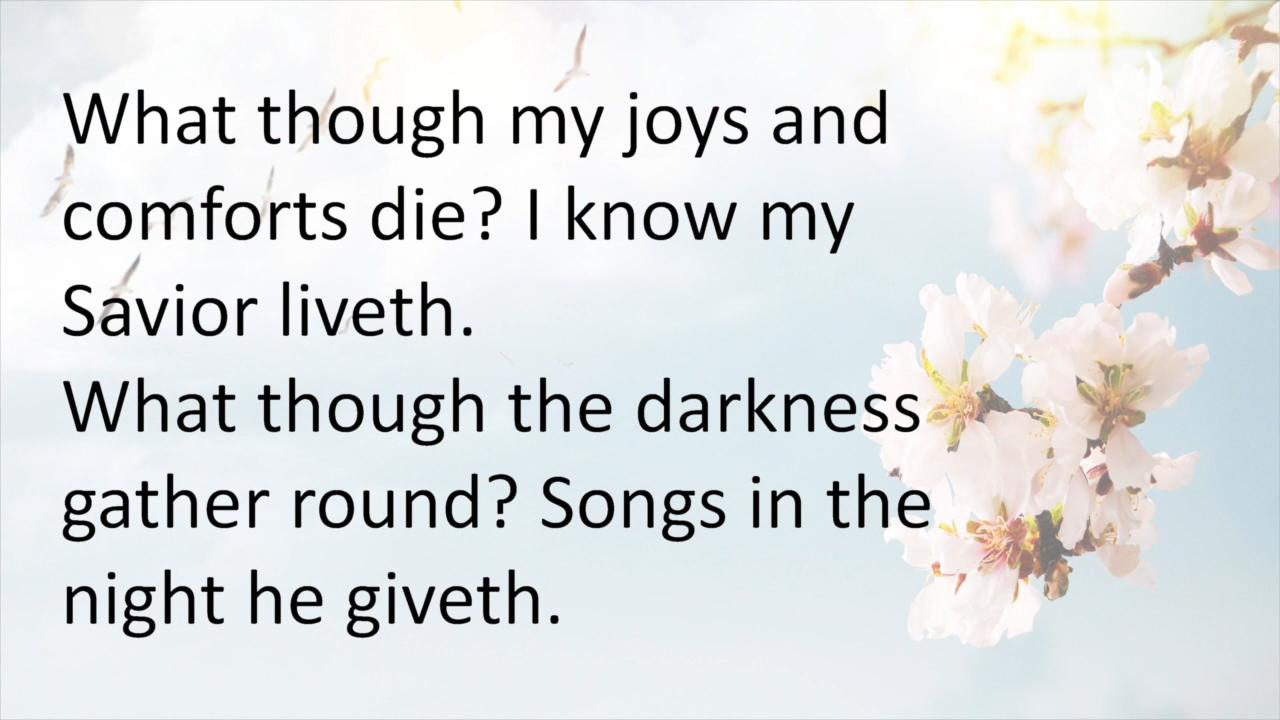 What though my joys and
comforts die? I know my
Savior liveth.
What though the darkness
gather round? Songs in the
night he giveth.